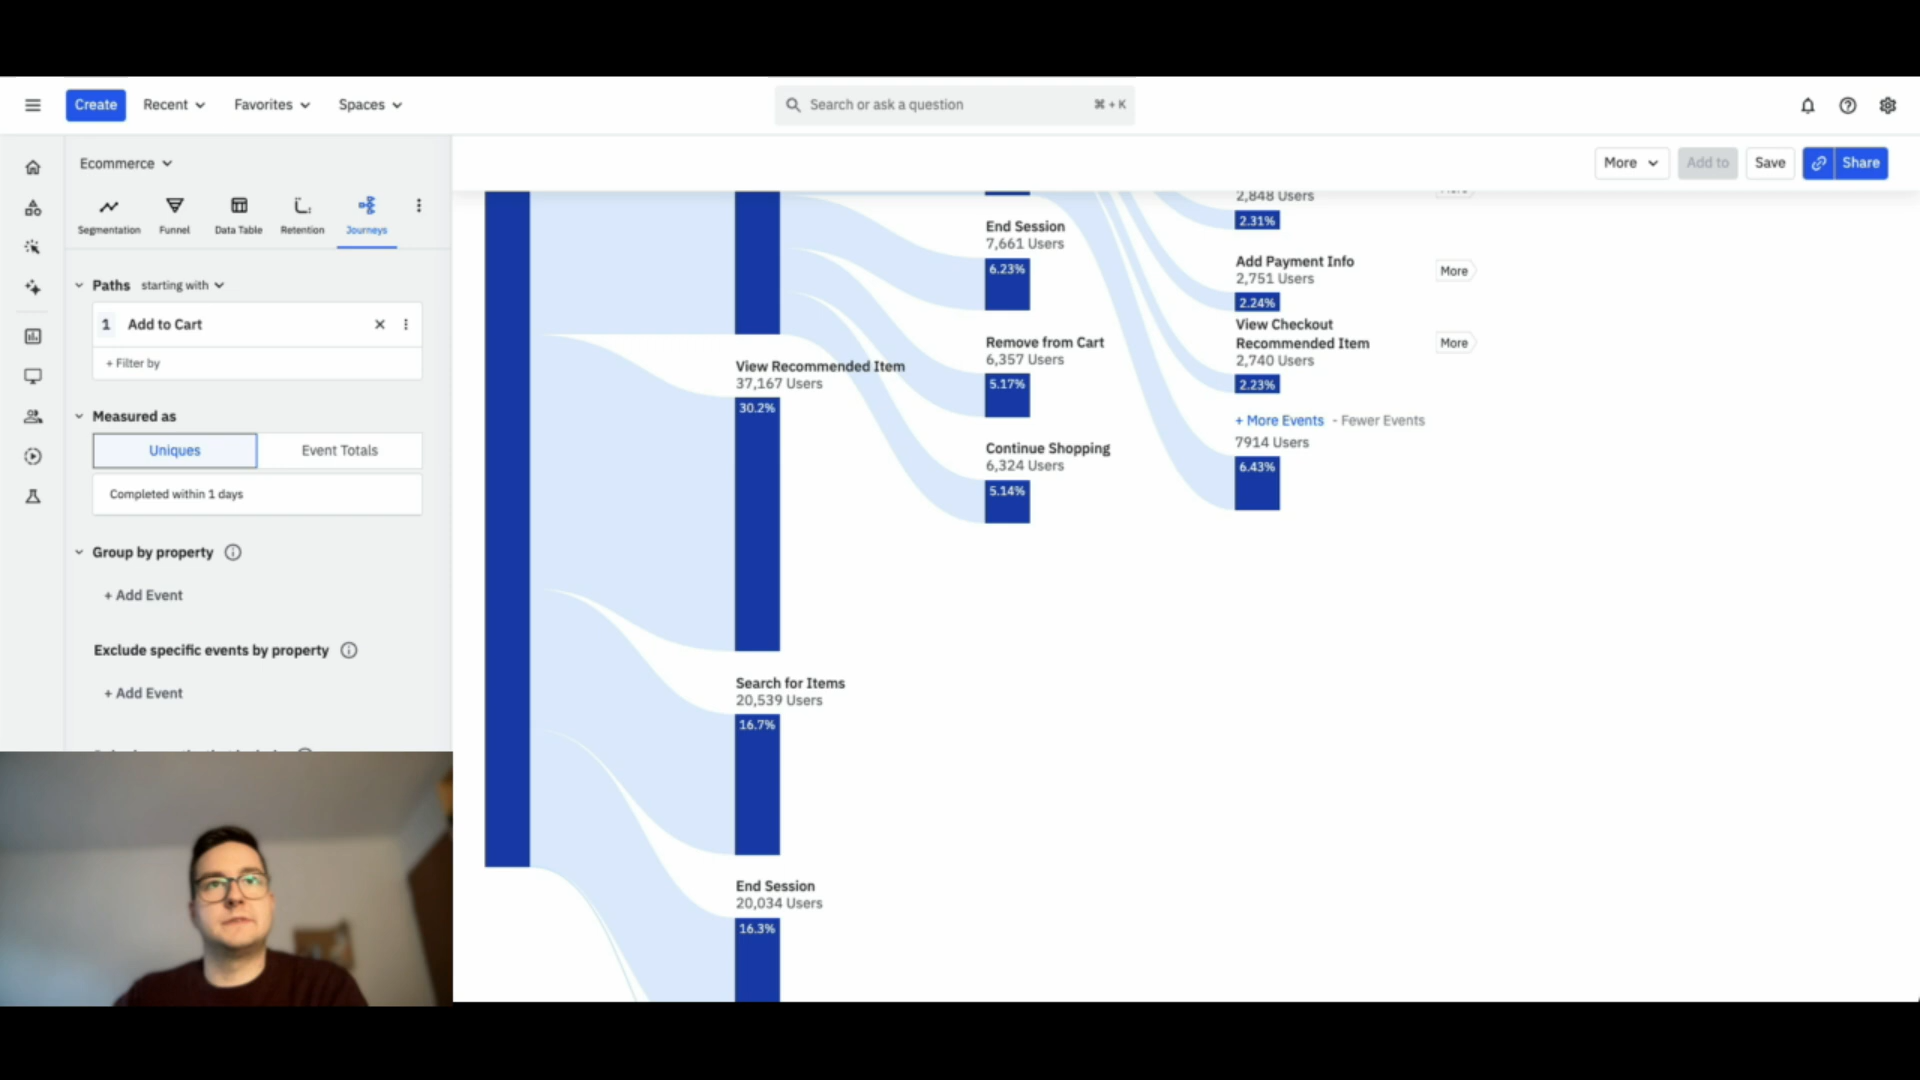 Create
Recent
Favorites
Spaces
Search or ask a question
⌘ + K
Ecommerce
More
Add to
Save
Share
Segmentation
Funnel
Data Table
Retention
Journeys
Paths starting with
1 Add to Cart
+ Filter by
Measured as
Uniques
Event Totals
Completed within 1 days
Group by property
+ Add Event
Exclude specific events by property
+ Add Event
View Recommended Item
37,167 Users
30.2%
Search for Items
20,539 Users
16.7%
End Session
20,034 Users
16.3%
End Session
7,661 Users
6.23%
Remove from Cart
6,357 Users
5.17%
Continue Shopping
6,324 Users
5.14%
2,848 Users
2.31%
Add Payment Info
2,751 Users
More
2.24%
View Checkout
Recommended Item
2,740 Users
More
2.23%
+ More Events - Fewer Events
7914 Users
6.43%